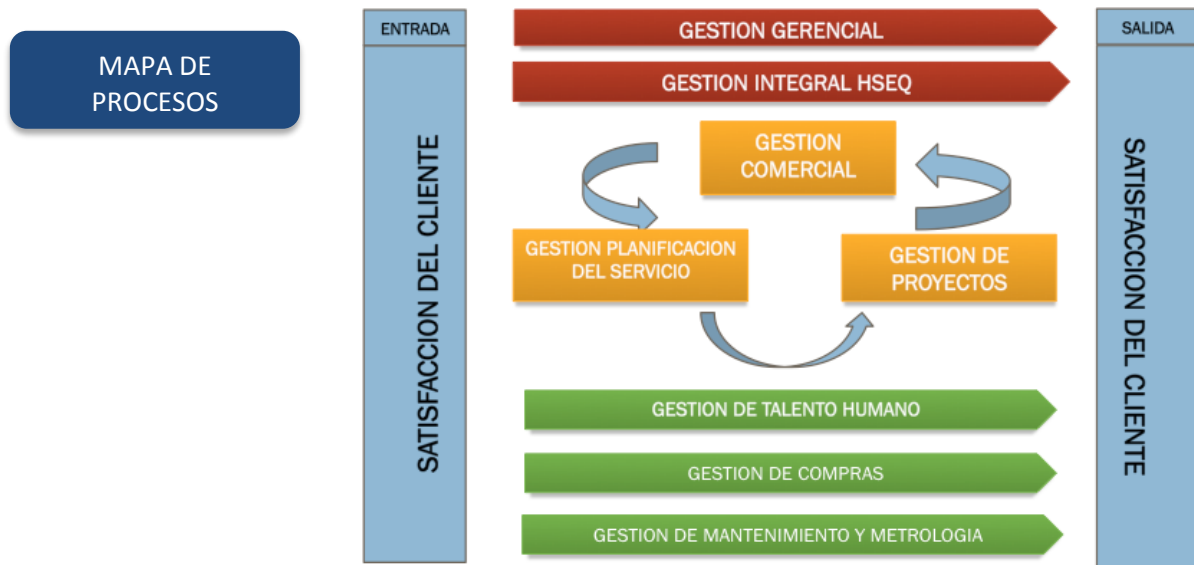 MAPA DE
PROCESOS
ENTRADA
SATISFACCION DEL CLIENTE
GESTION GERENCIAL
GESTION INTEGRAL HSEQ
GESTION
COMERCIAL
GESTION PLANIFICACION
DEL SERVICIO
GESTION DE
PROYECTOS
GESTION DE TALENTO HUMANO
GESTION DE COMPRAS
GESTION DE MANTENIMIENTO Y METROLOGIA
SALIDA
SATISFACCION DEL CLIENTE